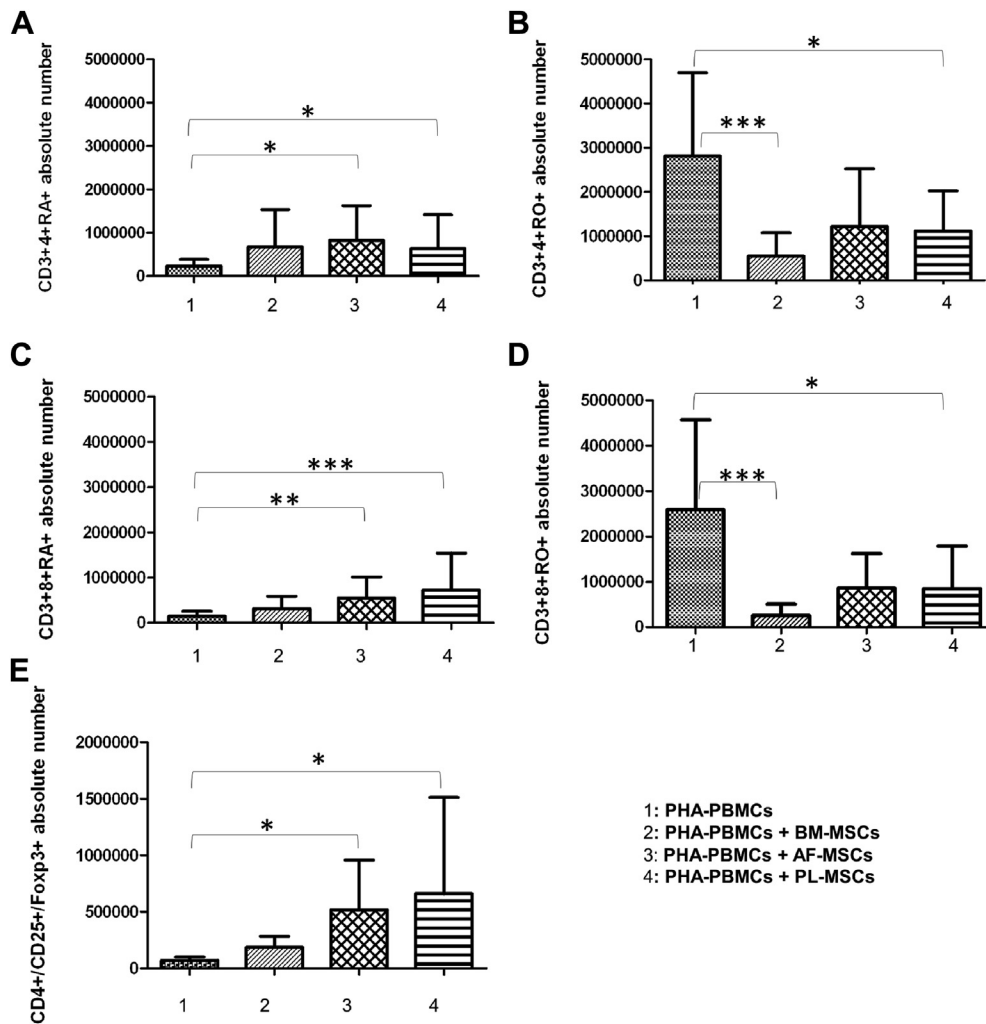 A
CD3+4+RA+ absolute number
5000000
4000000
3000000
2000000
1000000
0
*
*
1 2 3 4
B
CD3+4+RO+ absolute number
5000000
4000000
3000000
2000000
1000000
0
*
***
1 2 3 4
C
CD3+8+RA+ absolute number
5000000
4000000
3000000
2000000
1000000
0
***
**
1 2 3 4
D
CD3+8+RO+ absolute number
5000000
4000000
3000000
2000000
1000000
0
*
***
1 2 3 4
E
CD4+/CD25+/Foxp3+ absolute number
2000000
1500000
1000000
500000
0
*
*
1 2 3 4
1: PHA-PBMCs
2: PHA-PBMCs + BM-MSCs
3: PHA-PBMCs + AF-MSCs
4: PHA-PBMCs + PL-MSCs